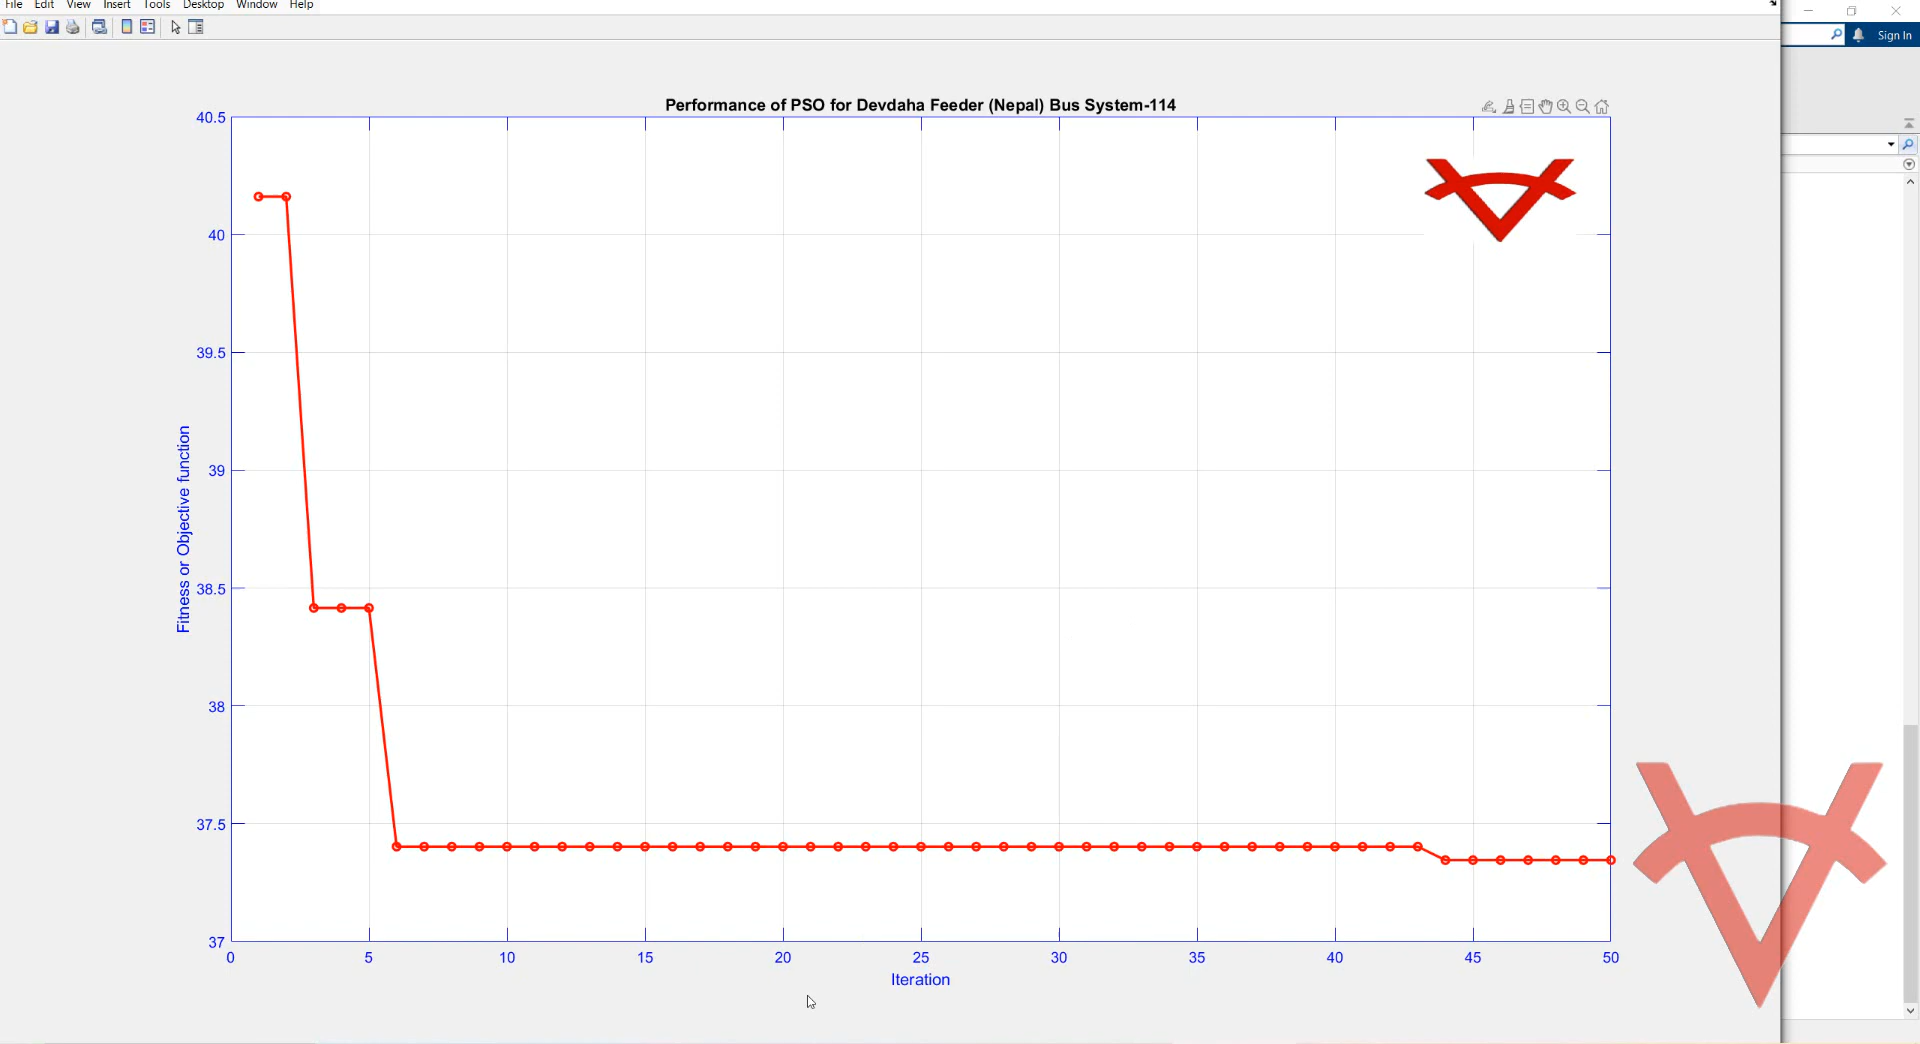 File Edit View Insert Tools Desktop Window Help
Sign In
Performance of PSO for Devdaha Feeder (Nepal) Bus System-114
40.5
40
39.5
39
38.5
38
37.5
37
Fitness or Objective function
0 5 10 15 20 25 30 35 40 45 50
Iteration